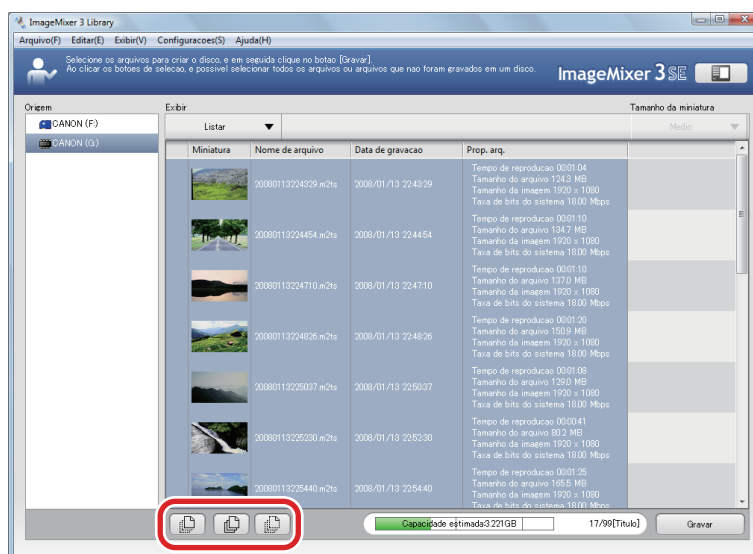 ImageMixer 3 Library
Arquivo(F) Editar(E) Exibir(V) Configuracoes(S) Ajuda(H)
Selecione os arquivos para criar o disco, e em seguida clique no botao [Gravar].
Ao clicar os botoes de selecao, e possivel selecionar todos os arquivos ou arquivos que nao foram gravados em um disco.
ImageMixer 3 SE
Origem Exibir Tamanho da miniatura
CANON (F:)
Listar Medio
CANON (G:)
Miniatura Nome de arquivo Data de gravacao Prop. arq.
Tempo de reproducao 00:01:04
Tamanho do arquivo 124.3 MB
20080113224329.m2ts 2008/01/13 22:43:29
Tamanho da imagem 1920 x 1080
Taxa de bits do sistema 18.00 Mbps
Tempo de reproducao 00:01:10
Tamanho do arquivo 134.7 MB
20080113224454.m2ts 2008/01/13 22:44:54
Tamanho da imagem 1920 x 1080
Taxa de bits do sistema 18.00 Mbps
Tempo de reproducao 00:01:10
Tamanho do arquivo 137.0 MB
20080113224710.m2ts 2008/01/13 22:47:10
Tamanho da imagem 1920 x 1080
Taxa de bits do sistema 18.00 Mbps
Tempo de reproducao 00:01:20
Tamanho do arquivo 150.9 MB
20080113224826.m2ts 2008/01/13 22:48:26
Tamanho da imagem 1920 x 1080
Taxa de bits do sistema 18.00 Mbps
Tempo de reproducao 00:01:08
Tamanho do arquivo 129.0 MB
20080113225037.m2ts 2008/01/13 22:50:37
Tamanho da imagem 1920 x 1080
Taxa de bits do sistema 18.00 Mbps
Tempo de reproducao 00:00:41
Tamanho do arquivo 80.2 MB
20080113225230.m2ts 2008/01/13 22:52:30
Tamanho da imagem 1920 x 1080
Taxa de bits do sistema 18.00 Mbps
Tempo de reproducao 00:01:25
Tamanho do arquivo 165.5 MB
20080113225440.m2ts 2008/01/13 22:54:40
Tamanho da imagem 1920 x 1080
Taxa de bits do sistema 18.00 Mbps
Capacidade estimada:3.221GB 17/99[Titulo] Gravar